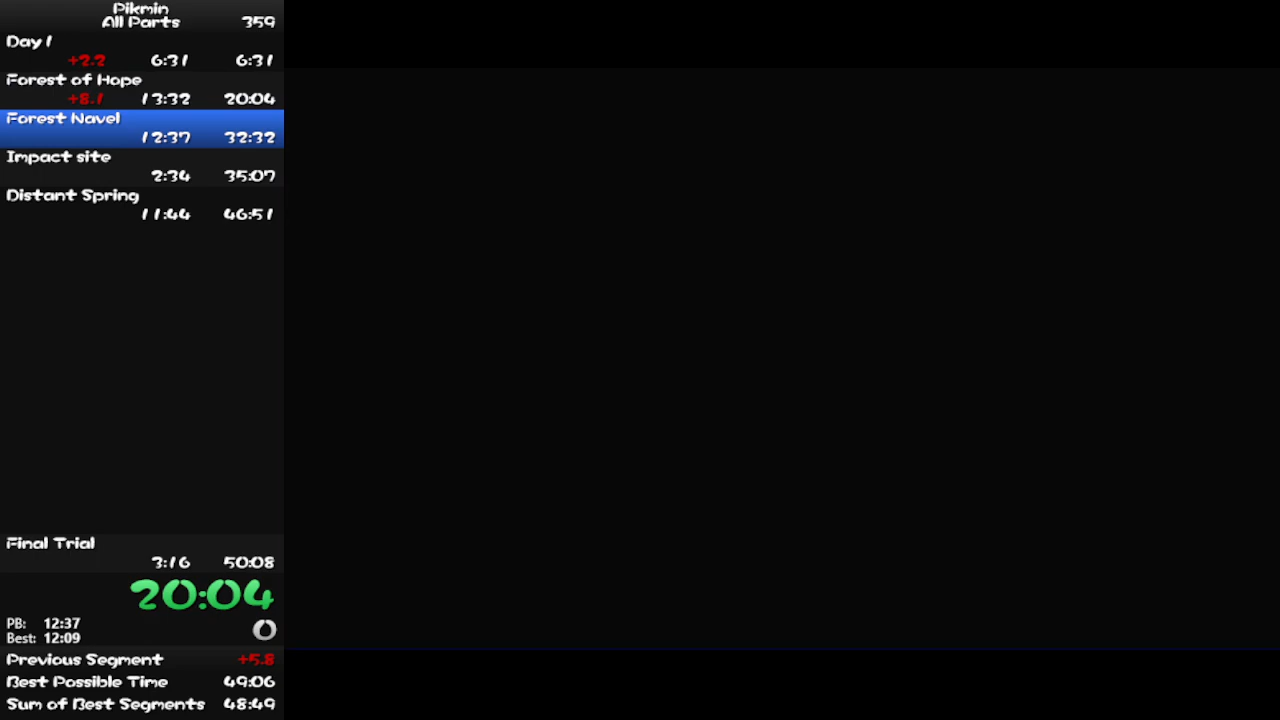 Pikmin
All Parts 359
Day 1
+2.2 6:31 6:31
Forest of Hope
+8.1 13:32 20:04
Forest Navel
12:37 32:32
Impact site
2:34 35:07
Distant Spring
11:44 46:51
Final Trial
3:16 50:08
20:04
PB: 12:37
Best: 12:09
Previous Segment +5.8
Best Possible Time 49:06
Sum of Best Segments 48:49